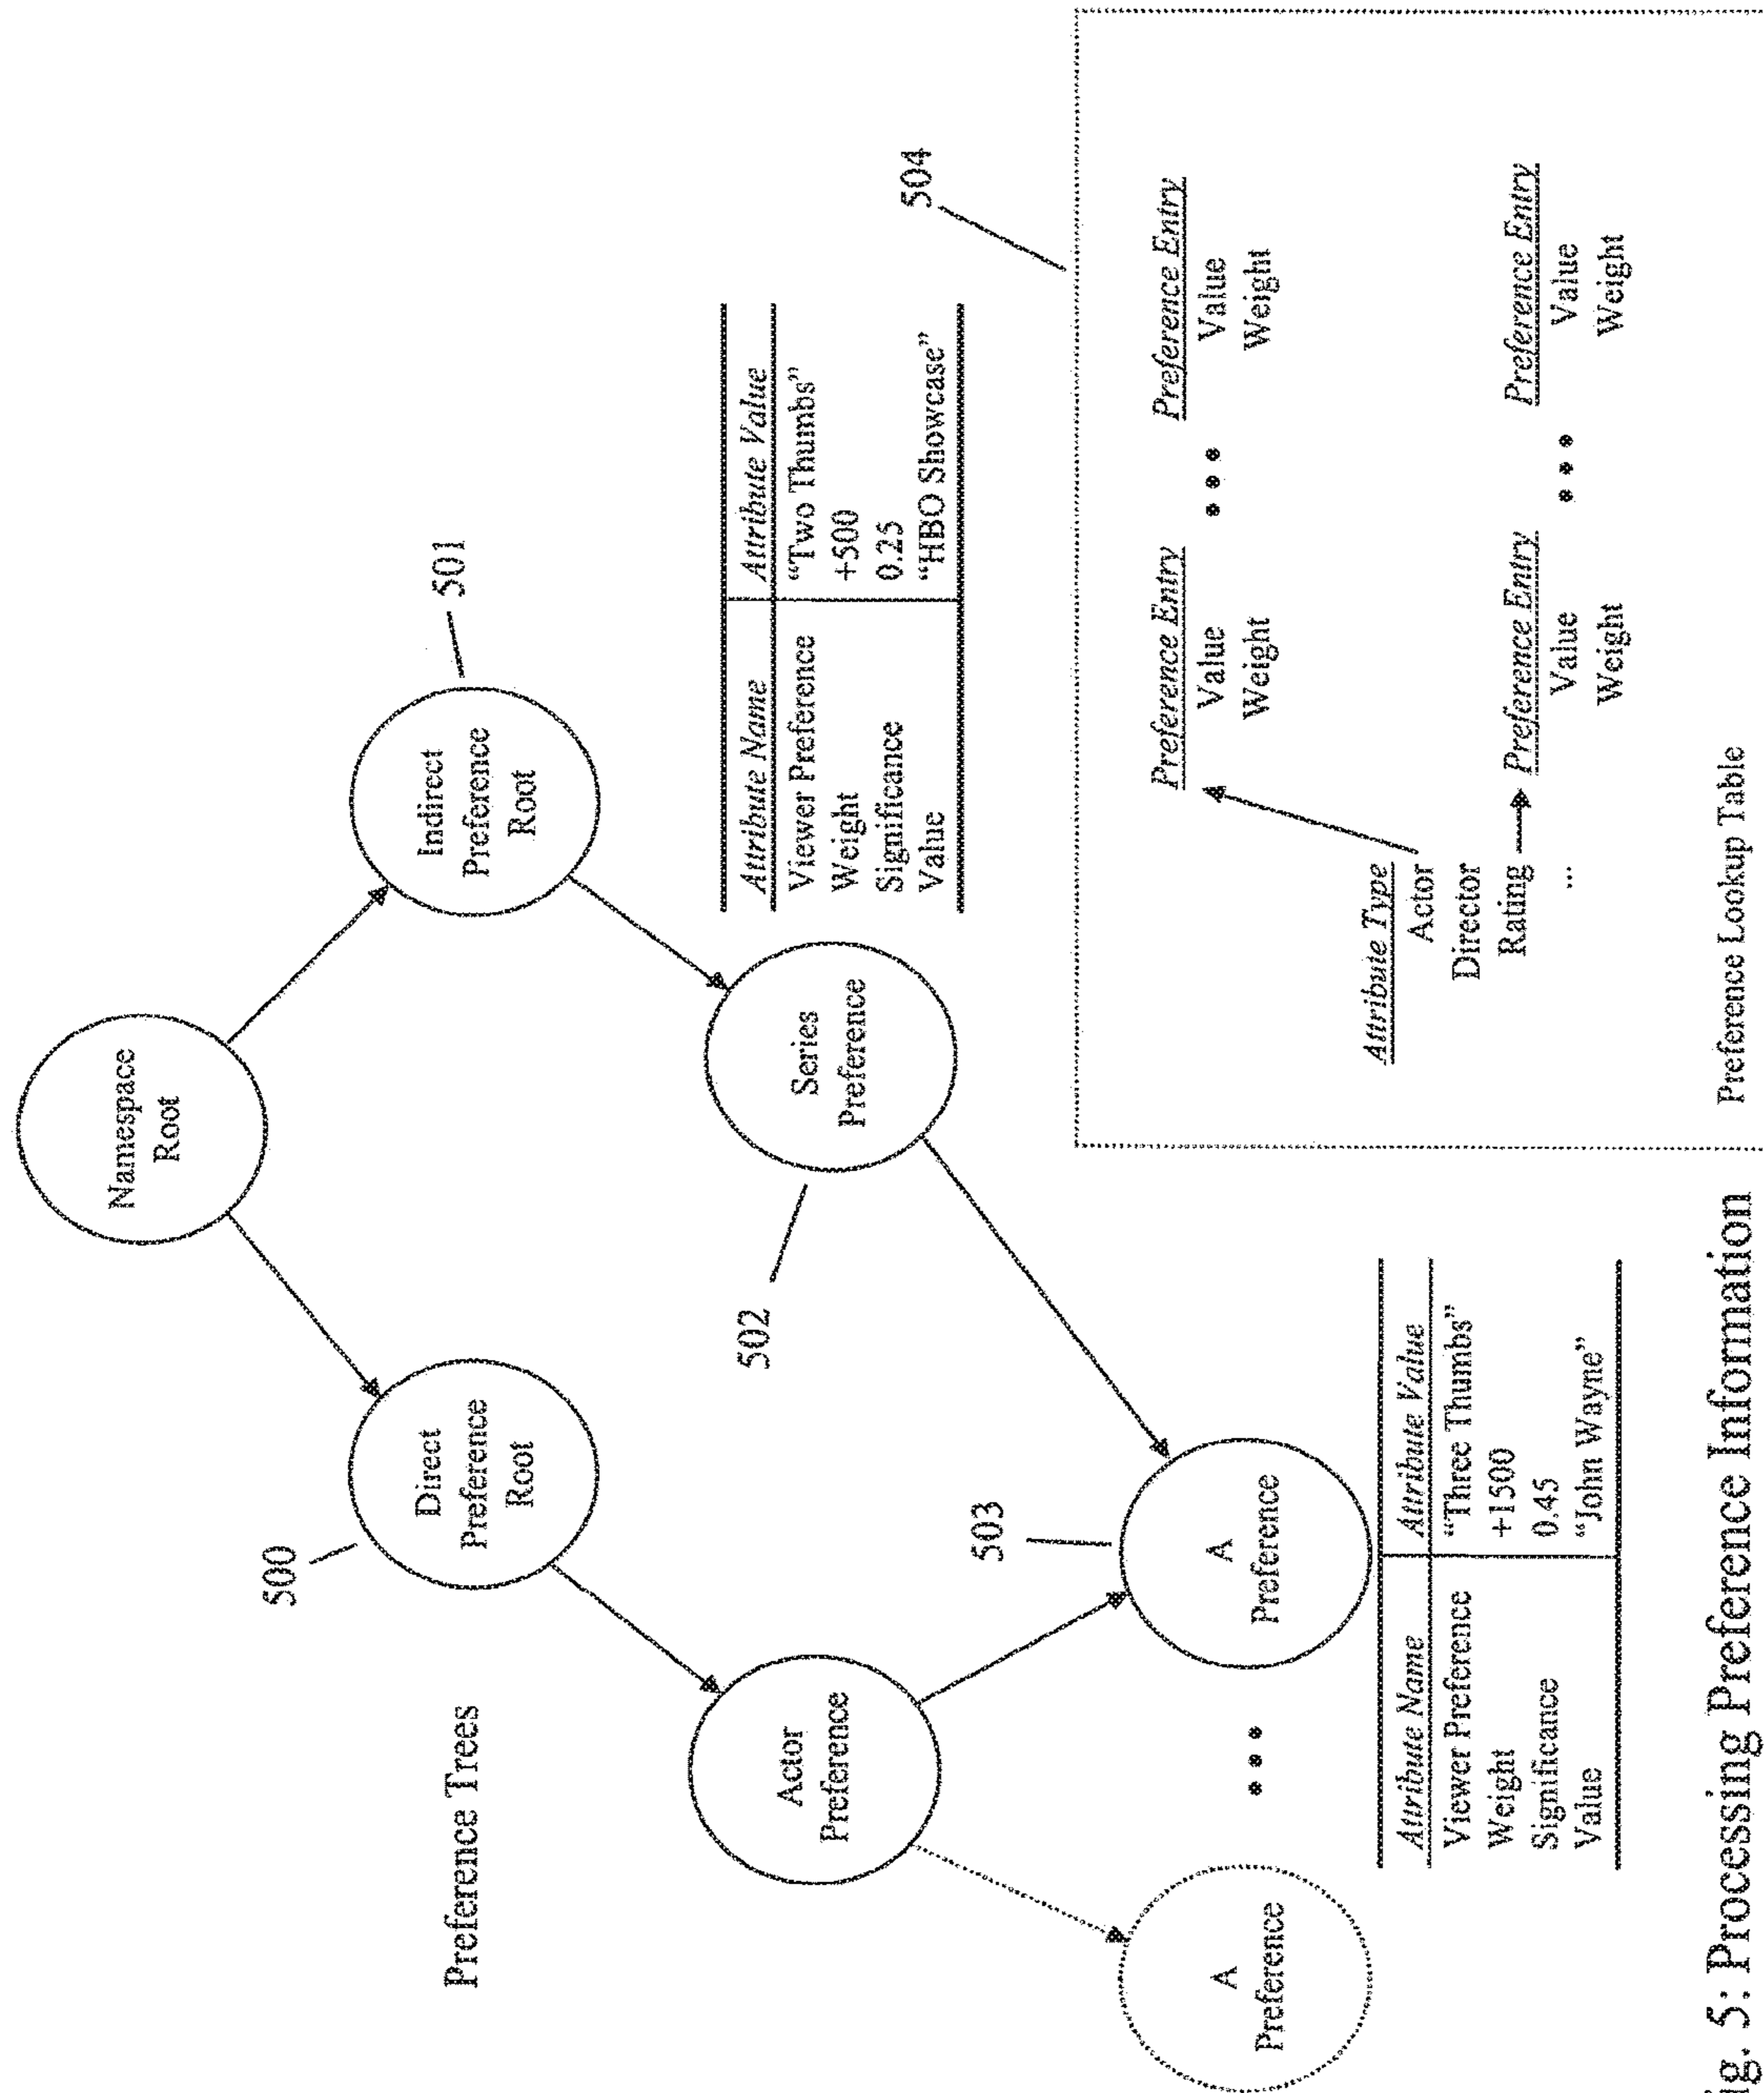 Preference Trees
Namespace
Root
500
Direct
Preference
Root
Indirect
Preference
Root
501
Actor
Preference
502
Series
Preference
Attribute Name Attribute Value
Viewer Preference "Two Thumbs"
Weight +500
Significance 0.25
Value "HBO Showcase"
503
504
A
Preference
•••
A
Preference
Attribute Name Attribute Value
Viewer Preference "Three Thumbs"
Weight +1500
Significance 0.45
Value "John Wayne"
Attribute Type
Actor
Director
Rating
...
Preference Entry ••• Preference Entry
Value Value
Weight Weight
Preference Entry ••• Preference Entry
Value Value
Weight Weight
Preference Lookup Table
ig. 5: Processing Preference Information